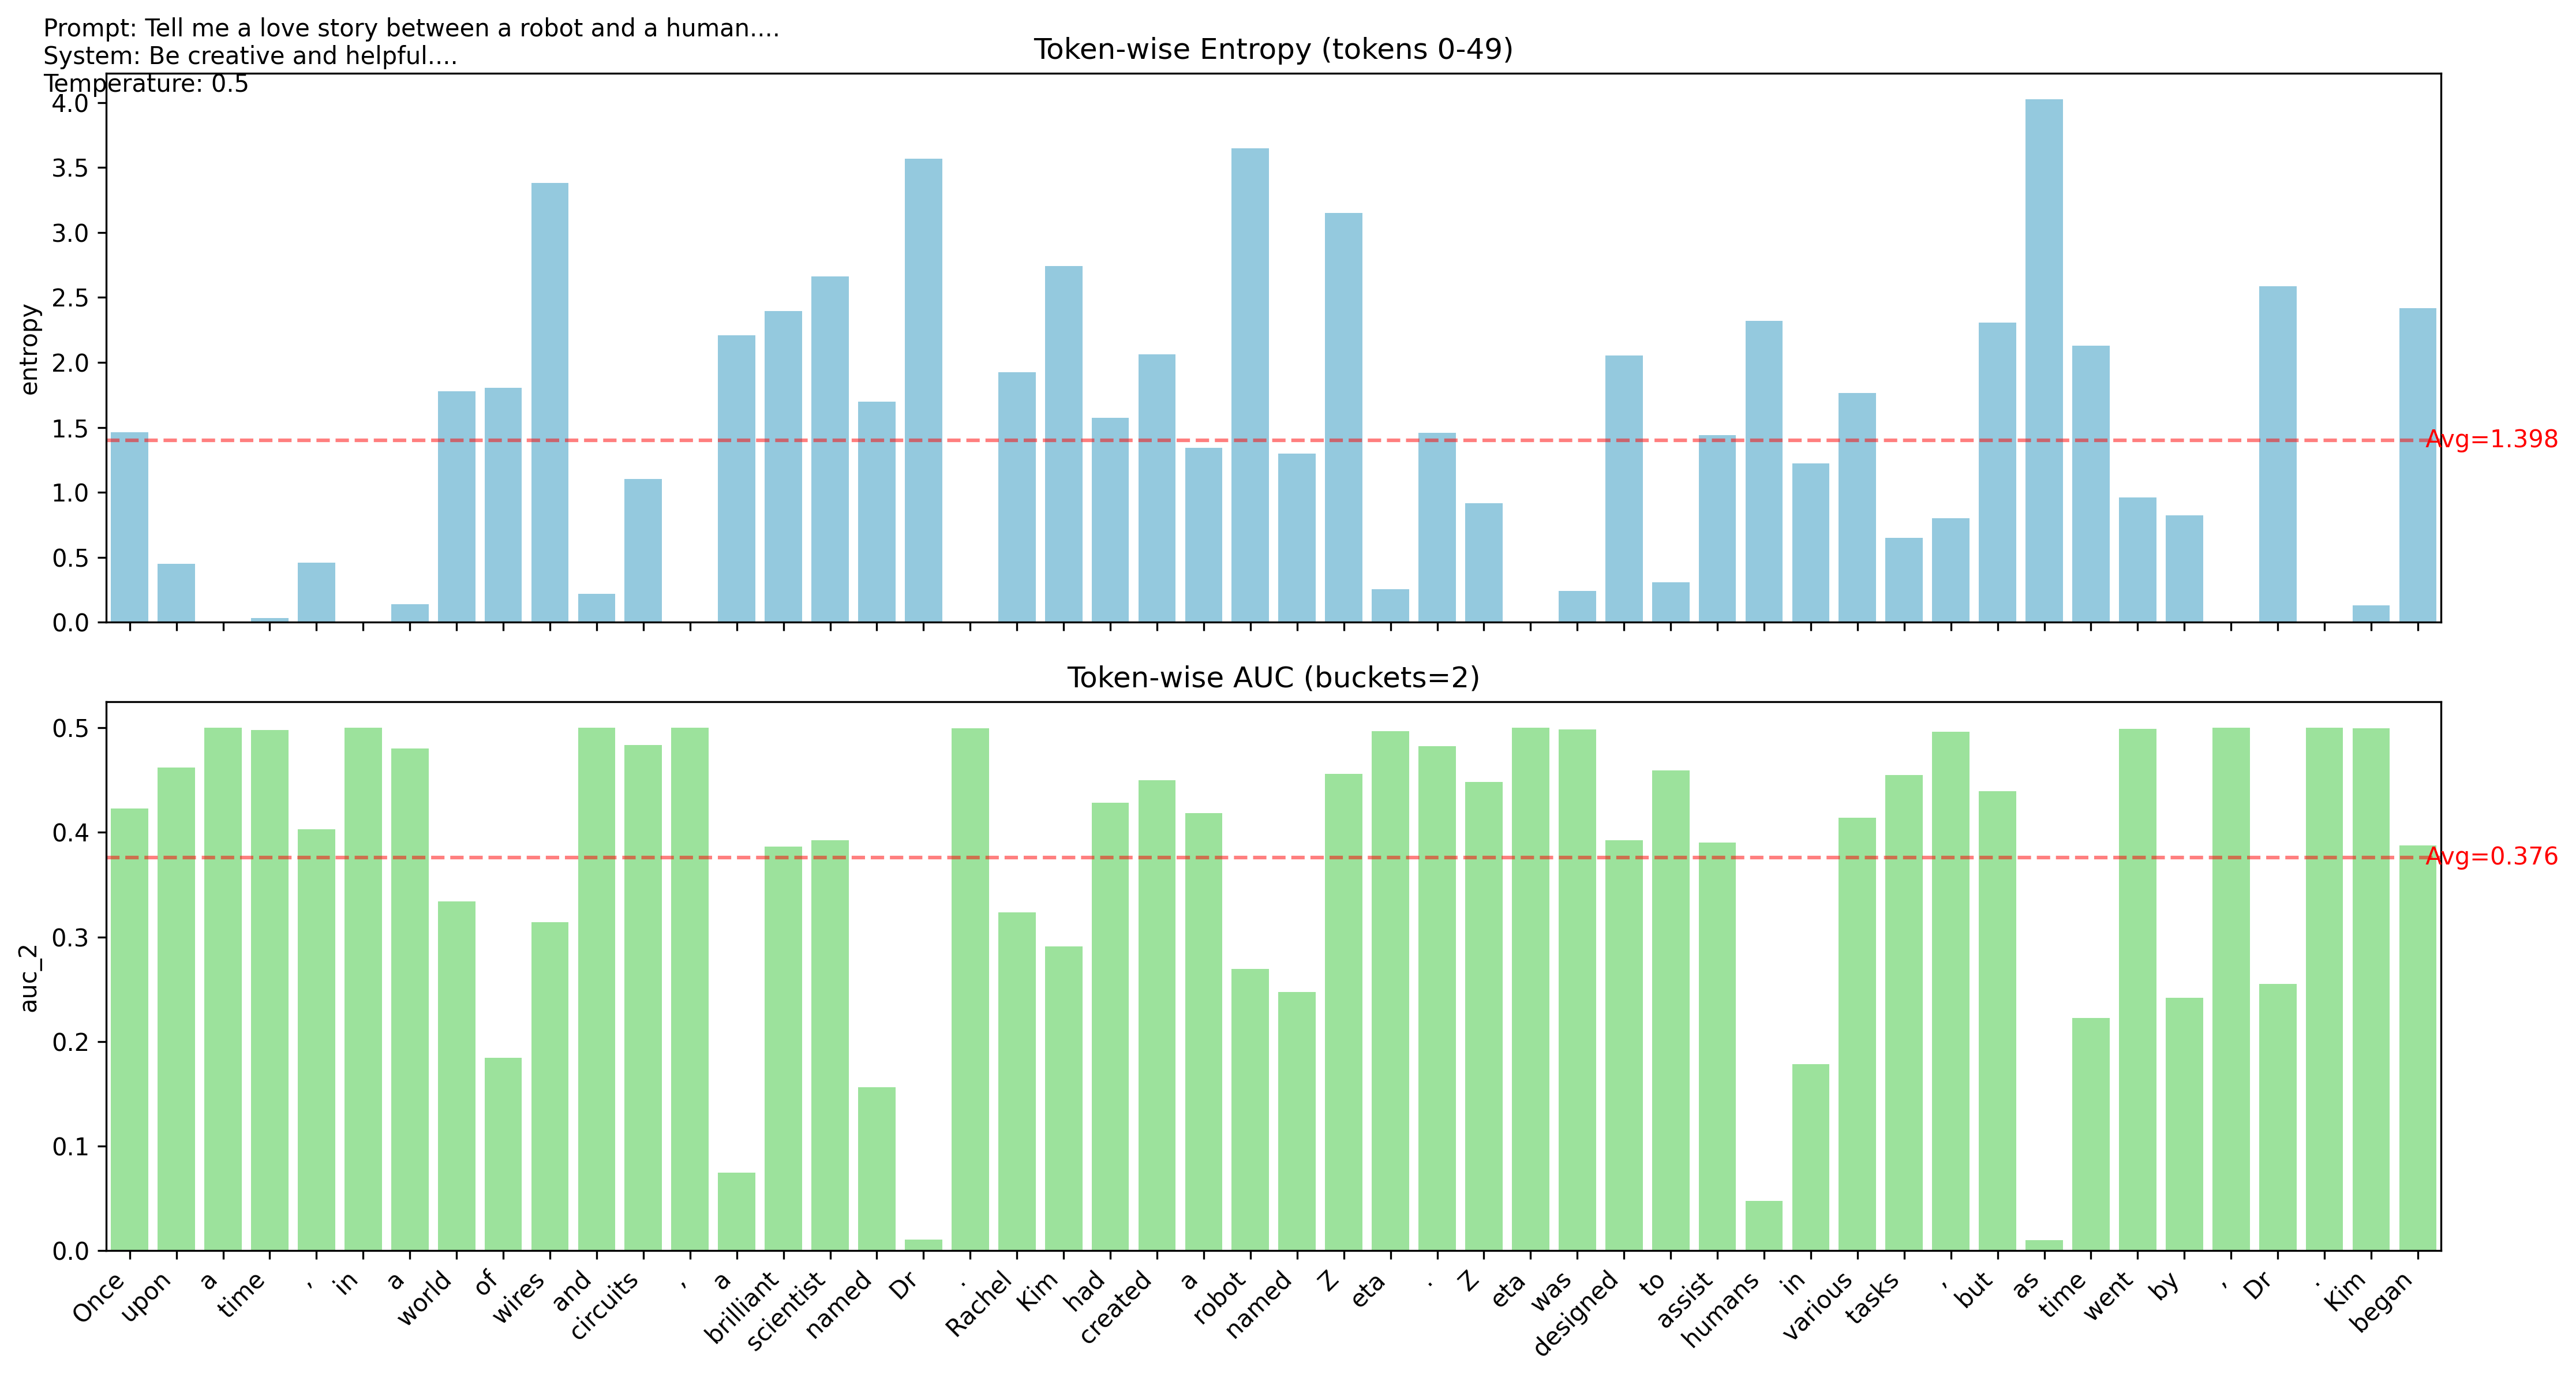 Prompt: Tell me a love story between a robot and a human....
System: Be creative and helpful....
Temperature: 0.5
Token-wise Entropy (tokens 0-49)
entropy
4.0
3.5
3.0
2.5
2.0
1.5
1.0
0.5
0.0
Avg=1.398
Token-wise AUC (buckets=2)
auc_2
0.5
0.4
0.3
0.2
0.1
0.0
Avg=0.376
Once
upon
a
time
,
in
a
world
of
wires
and
circuits
,
a
brilliant
scientist
named
Dr
.
Rachel
Kim
had
created
a
robot
named
Z
eta
.
Z
eta
was
designed
to
assist
humans
in
various
tasks
,
but
as
time
went
by
,
Dr
.
Kim
began